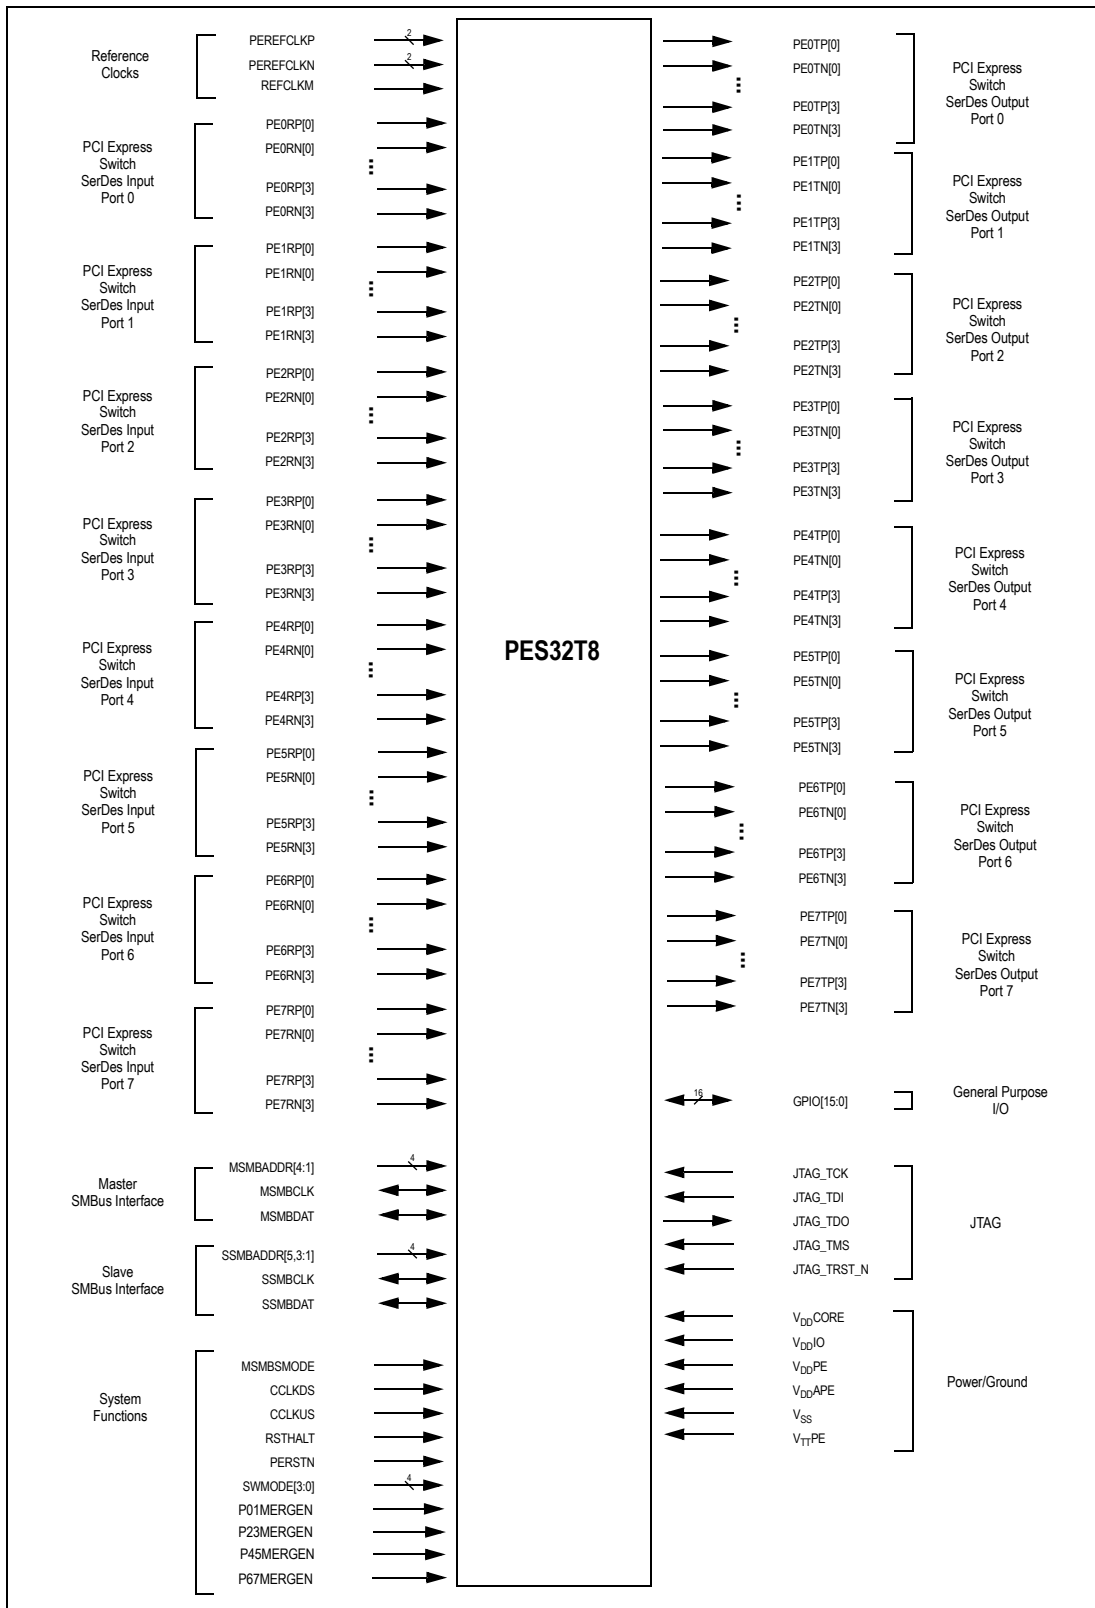 Reference
Clocks
PEREFCLKP
2
PEREFCLKN
2
REFCLKM
PCI Express
Switch
SerDes Input
Port 0
PE0RP[0]
PE0RN[0]
PE0RP[3]
PE0RN[3]
PCI Express
Switch
SerDes Input
Port 1
PE1RP[0]
PE1RN[0]
PE1RP[3]
PE1RN[3]
PCI Express
Switch
SerDes Input
Port 2
PE2RP[0]
PE2RN[0]
PE2RP[3]
PE2RN[3]
PCI Express
Switch
SerDes Input
Port 3
PE3RP[0]
PE3RN[0]
PE3RP[3]
PE3RN[3]
PCI Express
Switch
SerDes Input
Port 4
PE4RP[0]
PE4RN[0]
PE4RP[3]
PE4RN[3]
PCI Express
Switch
SerDes Input
Port 5
PE5RP[0]
PE5RN[0]
PE5RP[3]
PE5RN[3]
PCI Express
Switch
SerDes Input
Port 6
PE6RP[0]
PE6RN[0]
PE6RP[3]
PE6RN[3]
PCI Express
Switch
SerDes Input
Port 7
PE7RP[0]
PE7RN[0]
PE7RP[3]
PE7RN[3]
Master
SMBus Interface
MSMBADDR[4:1]
4
MSMBCLK
MSMBDAT
Slave
SMBus Interface
SSMBADDR[5,3:1]
4
SSMBCLK
SSMBDAT
System
Functions
MSMBSMODE
CCLKDS
CCLKUS
RSTHALT
PERSTN
SWMODE[3:0]
4
P01MERGEN
P23MERGEN
P45MERGEN
P67MERGEN
PES32T8
PE0TP[0]
PE0TN[0]
PE0TP[3]
PE0TN[3]
PCI Express
Switch
SerDes Output
Port 0
PE1TP[0]
PE1TN[0]
PE1TP[3]
PE1TN[3]
PCI Express
Switch
SerDes Output
Port 1
PE2TP[0]
PE2TN[0]
PE2TP[3]
PE2TN[3]
PCI Express
Switch
SerDes Output
Port 2
PE3TP[0]
PE3TN[0]
PE3TP[3]
PE3TN[3]
PCI Express
Switch
SerDes Output
Port 3
PE4TP[0]
PE4TN[0]
PE4TP[3]
PE4TN[3]
PCI Express
Switch
SerDes Output
Port 4
PE5TP[0]
PE5TN[0]
PE5TP[3]
PE5TN[3]
PCI Express
Switch
SerDes Output
Port 5
PE6TP[0]
PE6TN[0]
PE6TP[3]
PE6TN[3]
PCI Express
Switch
SerDes Output
Port 6
PE7TP[0]
PE7TN[0]
PE7TP[3]
PE7TN[3]
PCI Express
Switch
SerDes Output
Port 7
16
GPIO[15:0]
General Purpose
I/O
JTAG_TCK
JTAG_TDI
JTAG_TDO
JTAG_TMS
JTAG_TRST_N
JTAG
VDDCORE
VDDIO
VDDPE
VDDAPE
VSS
VTTPE
Power/Ground